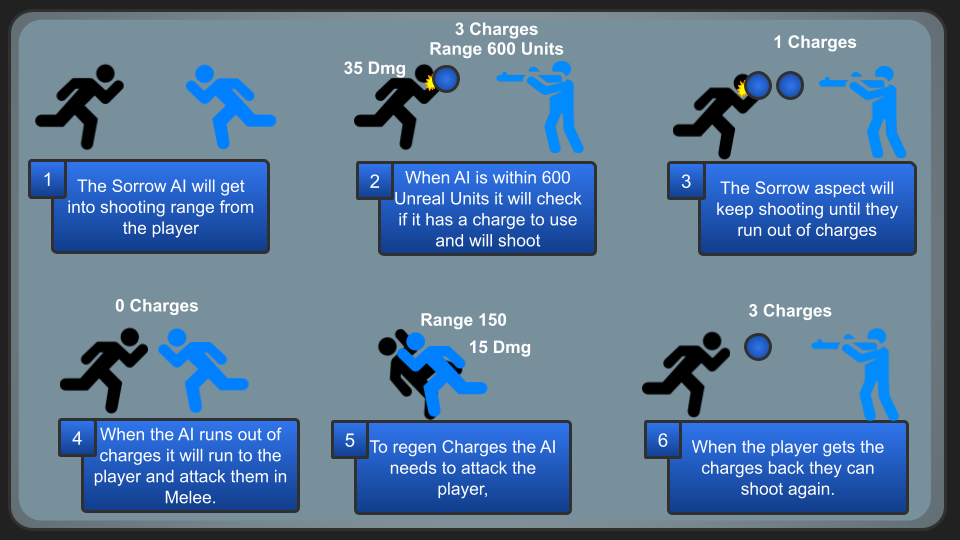 3 Charges
Range 600 Units
35 Dmg
1 Charges
1
The Sorrow AI will get
into shooting range from
the player
2
When AI is within 600
Unreal Units it will check
if it has a charge to use
and will shoot
3
The Sorrow aspect will
keep shooting until they
run out of charges
0 Charges
Range 150
15 Dmg
3 Charges
4
When the AI runs out of
charges it will run to the
player and attack them in
Melee.
5
To regen Charges the AI
needs to attack the
player,
6
When the player gets the
charges back they can
shoot again.